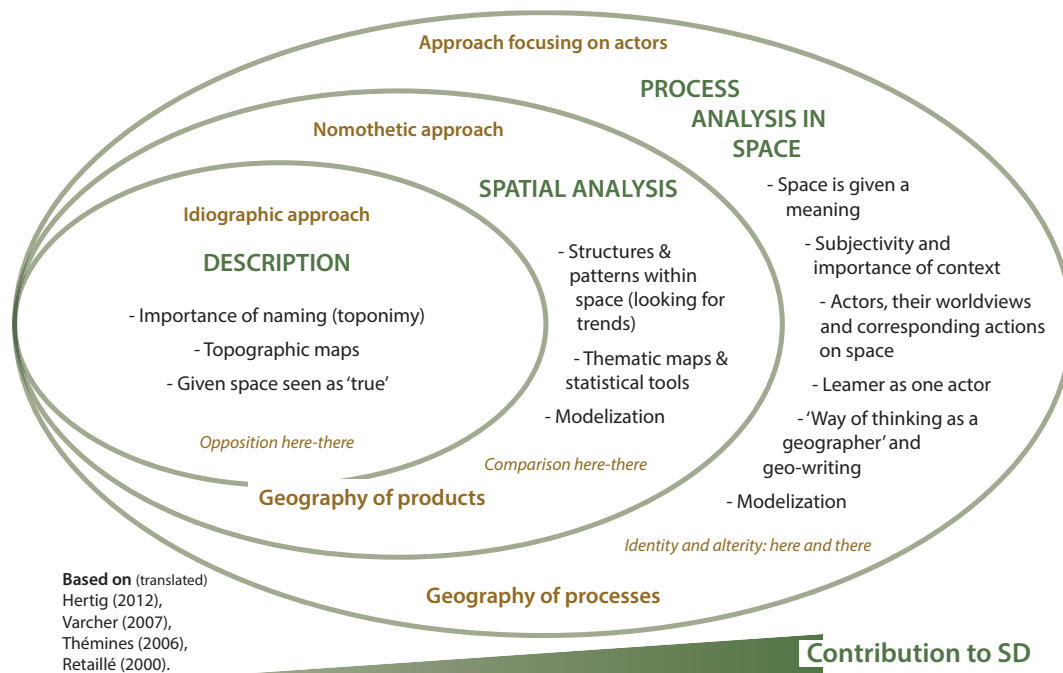 Approach focusing on actors
PROCESS
ANALYSIS IN
SPACE
- Space is given a
meaning
- Subjectivity and
importance of context
- Actors, their worldviews
and corresponding actions
on space
- Learner as one actor
- ‘Way of thinking as a
geographer’ and
geo-writing
- Modelization
Identity and alterity: here and there
Nomothetic approach
SPATIAL ANALYSIS
- Structures &
patterns within
space (looking for
trends)
- Thematic maps &
statistical tools
- Modelization
Comparison here-there
Idiographic approach
DESCRIPTION
- Importance of naming (toponimy)
- Topographic maps
- Given space seen as ‘true’
Opposition here-there
Geography of products
Geography of processes
Based on (translated)
Hertig (2012),
Varcher (2007),
Thémines (2006),
Retaillé (2000).
Contribution to SD